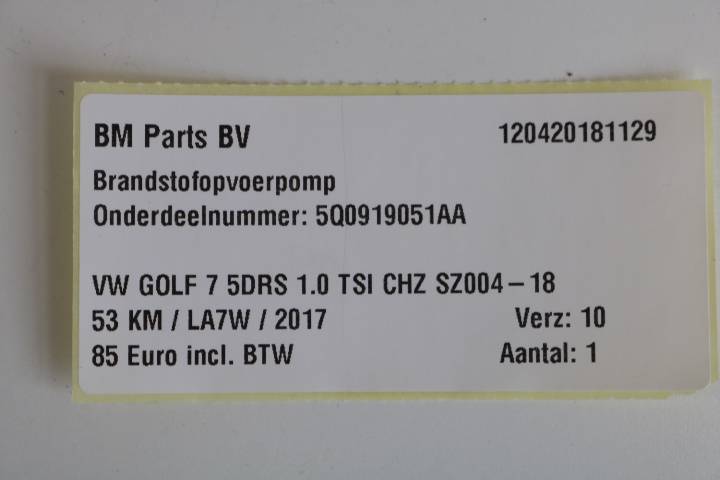 BM Parts BV 120420181129
Brandstofopvoerpomp
Onderdeelnummer: 5Q0919051AA
VW GOLF 7 5DRS 1.0 TSI CHZ SZ004-18
53 KM / LA7W / 2017 Verz: 10
85 Euro incl. BTW Aantal: 1